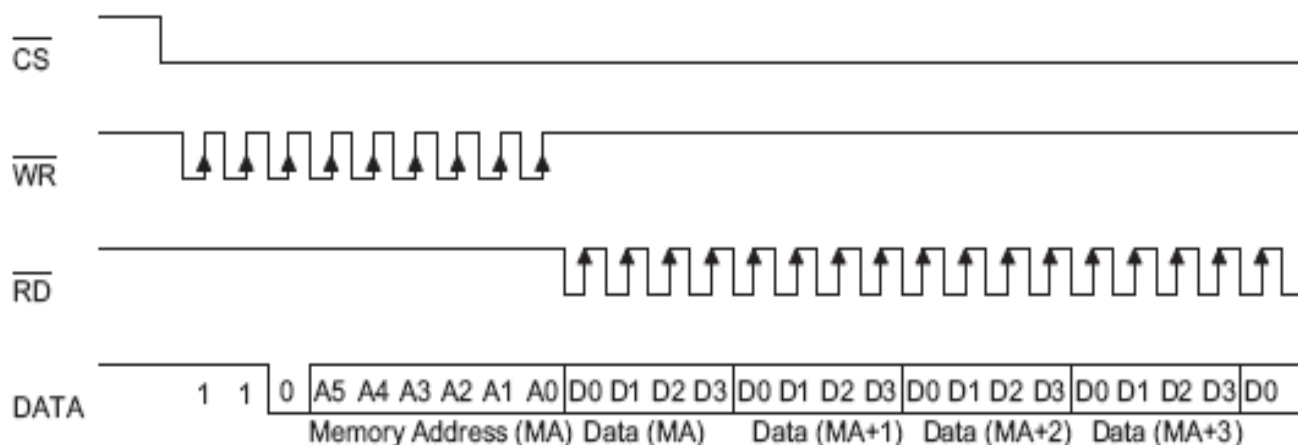 CS
WR
RD
DATA 1 1 0 A5 A4 A3 A2 A1 A0 D0 D1 D2 D3 D0 D1 D2 D3 D0 D1 D2 D3 D0 D1 D2 D3 D0
Memory Address (MA) Data (MA) Data (MA+1) Data (MA+2) Data (MA+3)